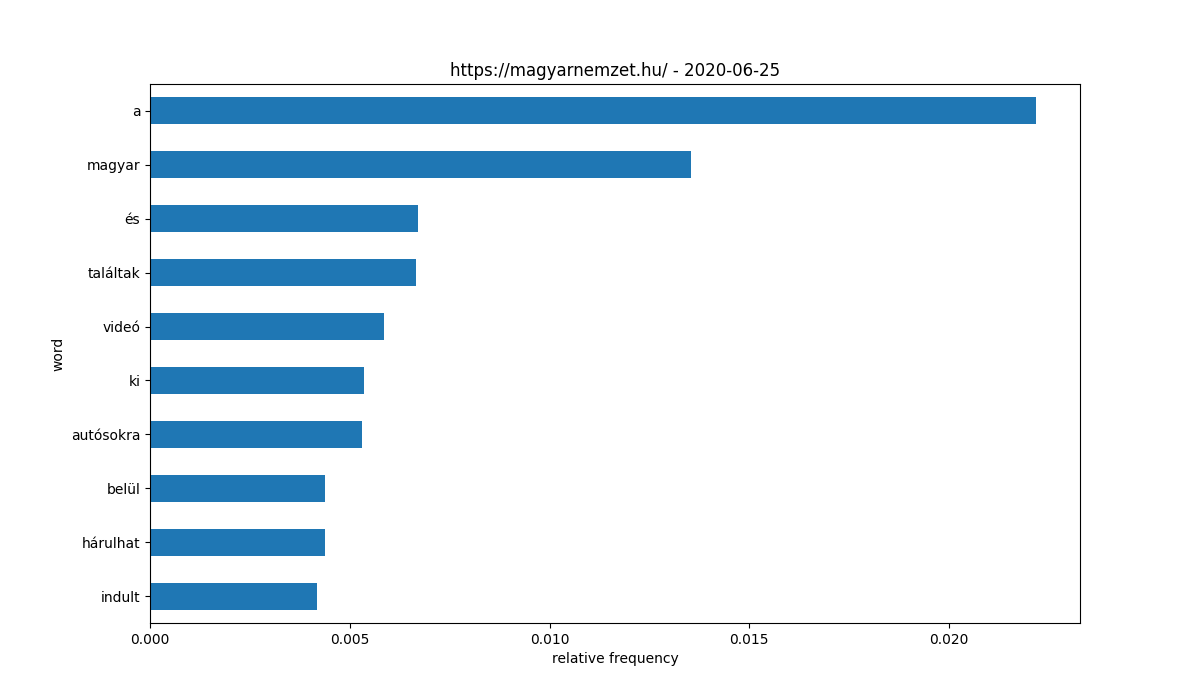 https://magyarnemzet.hu/ - 2020-06-25
a
magyar
és
találtak
videó
ki
autósokra
belül
hárulhat
indult
word
0.000 0.005 0.010 0.015 0.020
relative frequency